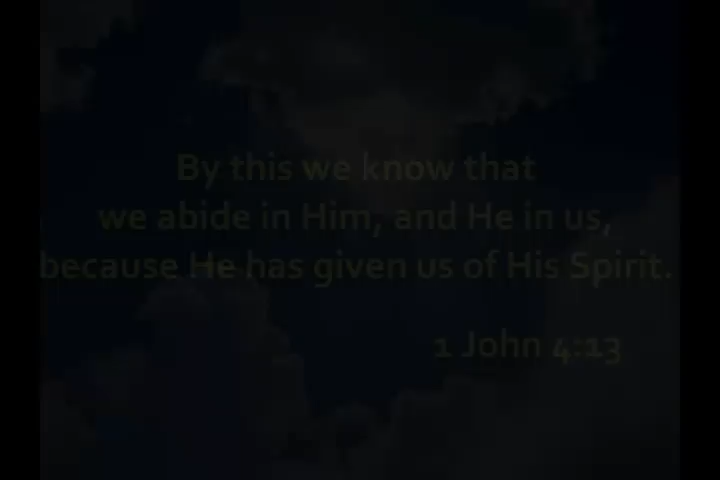 By this we know that
we abide in Him, and He in us,
because He has given us of His Spirit.
1 John 4:13